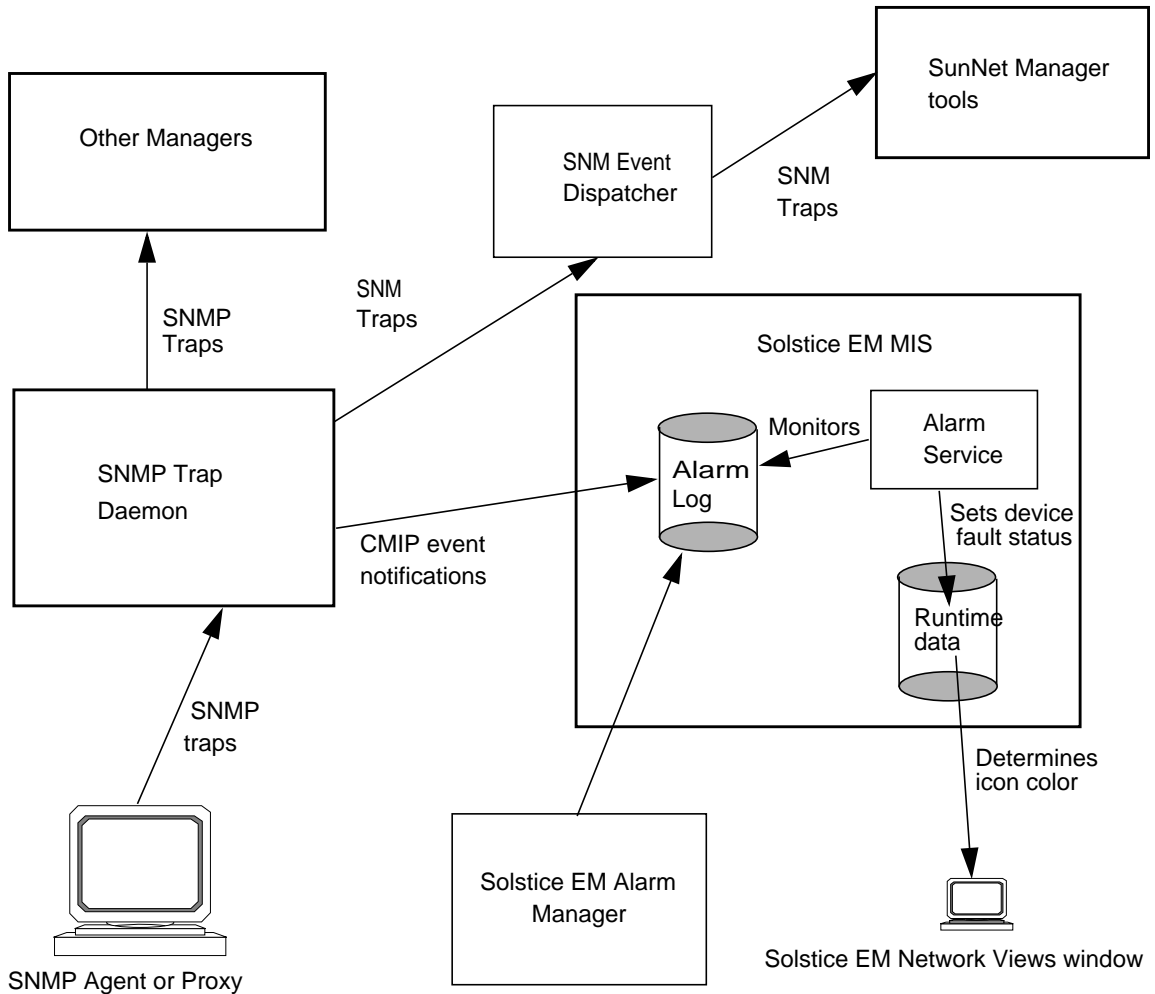 SunNet Manager
tools
Other Managers
SNM Event
Dispatcher
SNM
Traps
SNM
Traps
SNMP
Traps
Solstice EM MIS
Monitors
Alarm
Service
SNMP Trap
Daemon
Alarm
Log
CMIP event
notifications
Sets device
fault status
Runtime
data
SNMP
traps
Determines
icon color
Solstice EM Alarm
Manager
SNMP Agent or Proxy
Solstice EM Network Views window